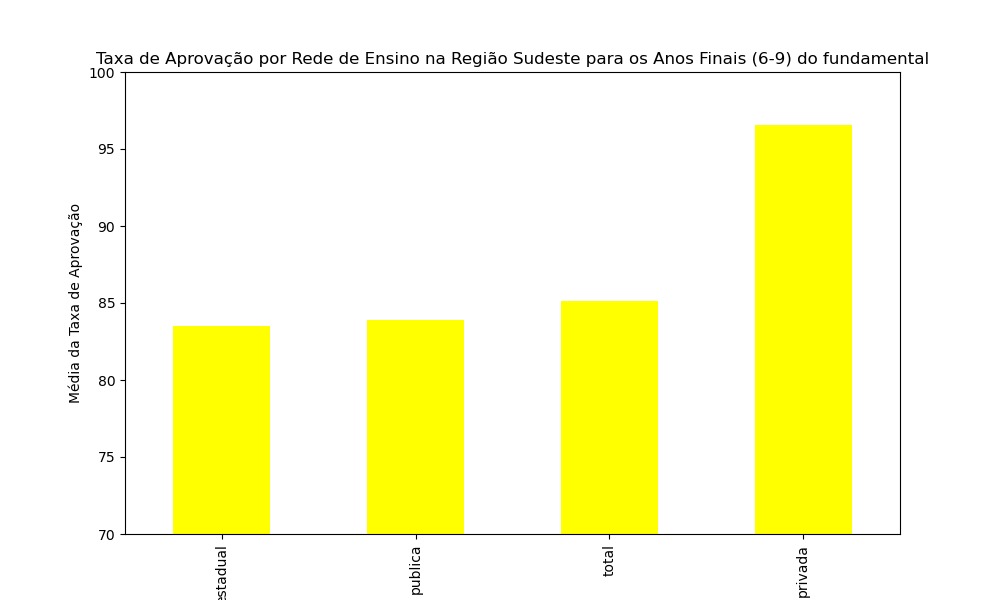 Taxa de Aprovação por Rede de Ensino na Região Sudeste para os Anos Finais (6-9) do fundamental
100
95
90
85
80
75
70
Média da Taxa de Aprovação
estadual
publica
total
privada